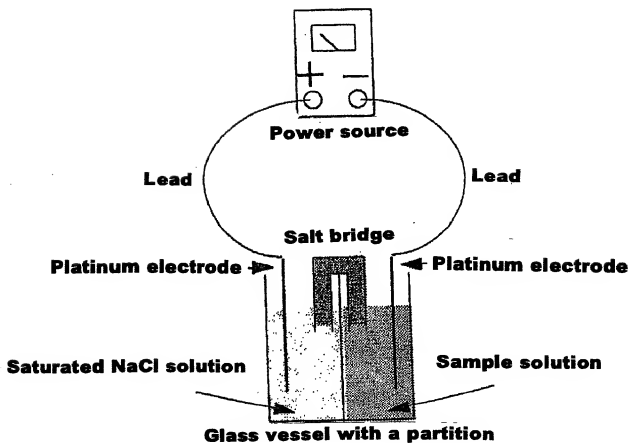 + −
Power source
Lead
Lead
Salt bridge
Platinum electrode
Platinum electrode
Saturated NaCl solution
Sample solution
Glass vessel with a partition